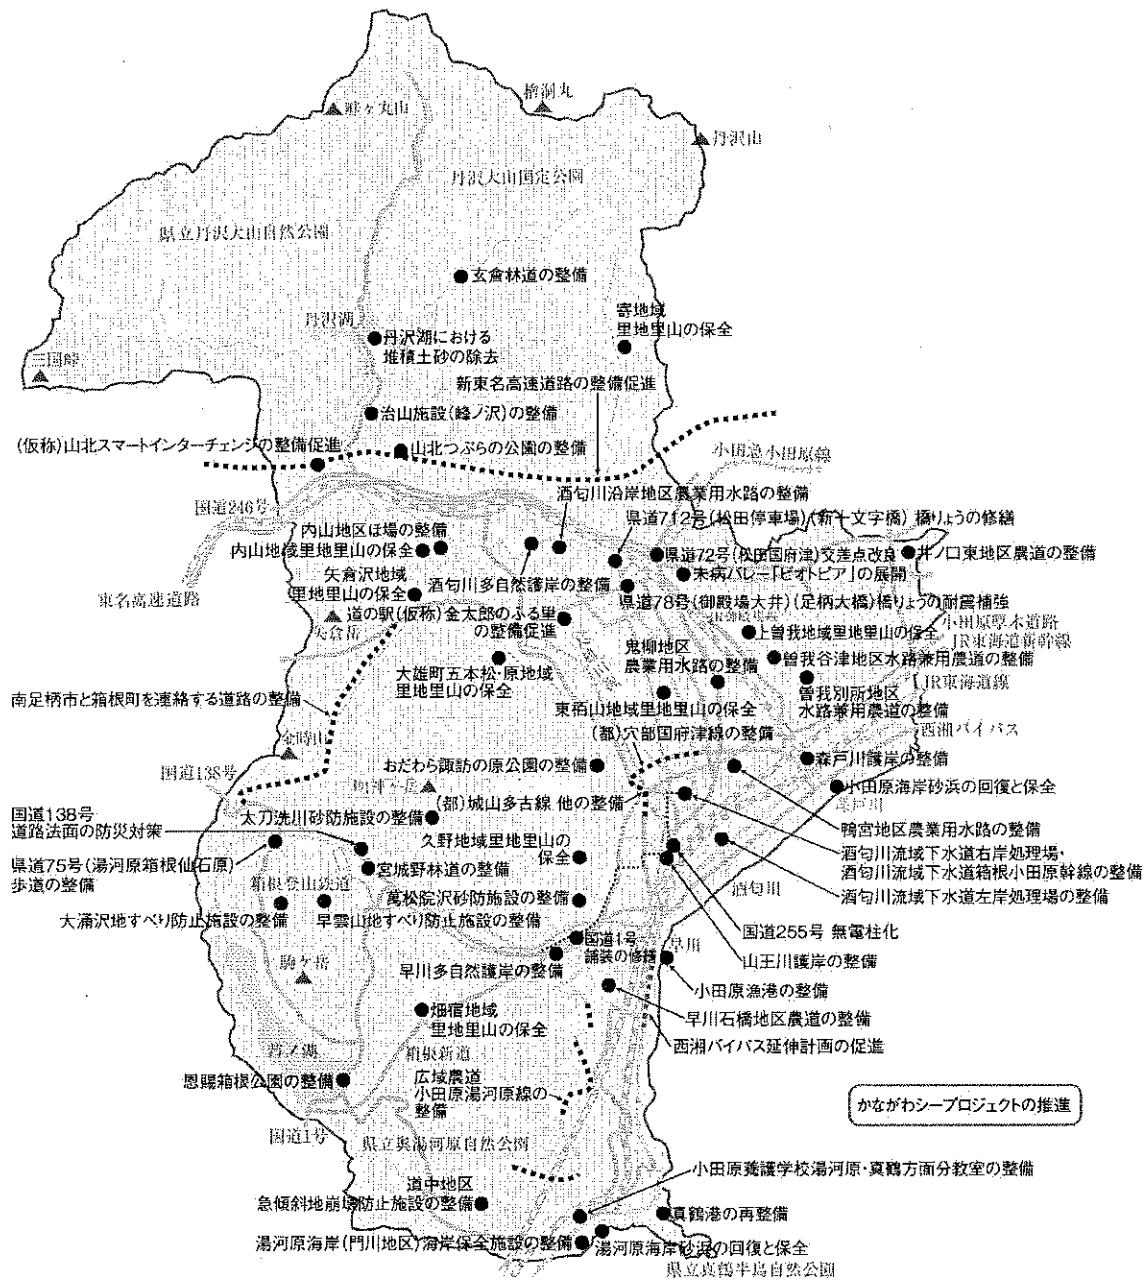 畦ヶ丸山
檜洞丸
丹沢山
丹沢大山国定公園
県立丹沢大山自然公園
玄倉林道の整備
寄地域
里地里山の保全
丹沢湖
丹沢湖における
堆積土砂の除去
三国峠
新東名高速道路の整備促進
治山施設(峰ノ沢)の整備
(仮称)山北スマートインターチェンジの整備促進
山北つぶらの公園の整備
小田急小田原線
国道246号
酒匂川沿岸地区農業用水路の整備
県道712号(松田停車場)(新十文字橋) 橋りょうの修繕
内山地区ほ場の整備
内山地域里地里山の保全
県道72号(松田国府津)交差点改良
井ノ口東地区農道の整備
矢倉沢地域
里地里山の保全
酒匂川多自然護岸の整備
未病バレー「ビオトピア」の展開
東名高速道路
県道78号(御殿場大井)(足柄大橋)橋りょうの耐震補強
矢倉岳
道の駅(仮称)金太郎のふる里
の整備促進
JR御殿場線
小田原厚木道路
上曽我地域里地里山の保全
JR東海道新幹線
鬼柳地区
農業用水路の整備
曽我谷津地区水路兼用農道の整備
大雄町五本松・原地域
里地里山の保全
JR東海道線
南足柄市と箱根町を連絡する道路の整備
東栢山地域里地里山の保全
曽我別所地区
水路兼用農道の整備
(都)穴部国府津線の整備
西湘バイパス
金時山
森戸川護岸の整備
国道138号
おだわら諏訪の原公園の整備
小田原海岸砂浜の回復と保全
明神ヶ岳
森戸川
(都)城山多古線 他の整備
国道138号
道路法面の防災対策
太刀洗川砂防施設の整備
鴨宮地区農業用水路の整備
久野地域里地里山の
保全
酒匂川流域下水道右岸処理場・
酒匂川流域下水道箱根小田原幹線の整備
県道75号(湯河原箱根仙石原)
歩道の整備
宮城野林道の整備
箱根登山鉄道
酒匂川
萬松院沢砂防施設の整備
酒匂川流域下水道左岸処理場の整備
大涌沢地すべり防止施設の整備
早雲山地すべり防止施設の整備
国道255号 無電柱化
国道1号
舗装の修繕
早川
山王川護岸の整備
駒ヶ岳
早川多自然護岸の整備
小田原漁港の整備
畑宿地域
里地里山の保全
早川石橋地区農道の整備
西湘バイパス延伸計画の促進
芦ノ湖
箱根新道
恩賜箱根公園の整備
広域農道
小田原湯河原線の
整備
かながわシープロジェクトの推進
国道1号
県立奥湯河原自然公園
小田原養護学校湯河原・真鶴方面分教室の整備
道中地区
急傾斜地崩壊防止施設の整備
真鶴港の再整備
湯河原海岸(門川地区)海岸保全施設の整備
湯河原海岸砂浜の回復と保全
県立真鶴半島自然公園